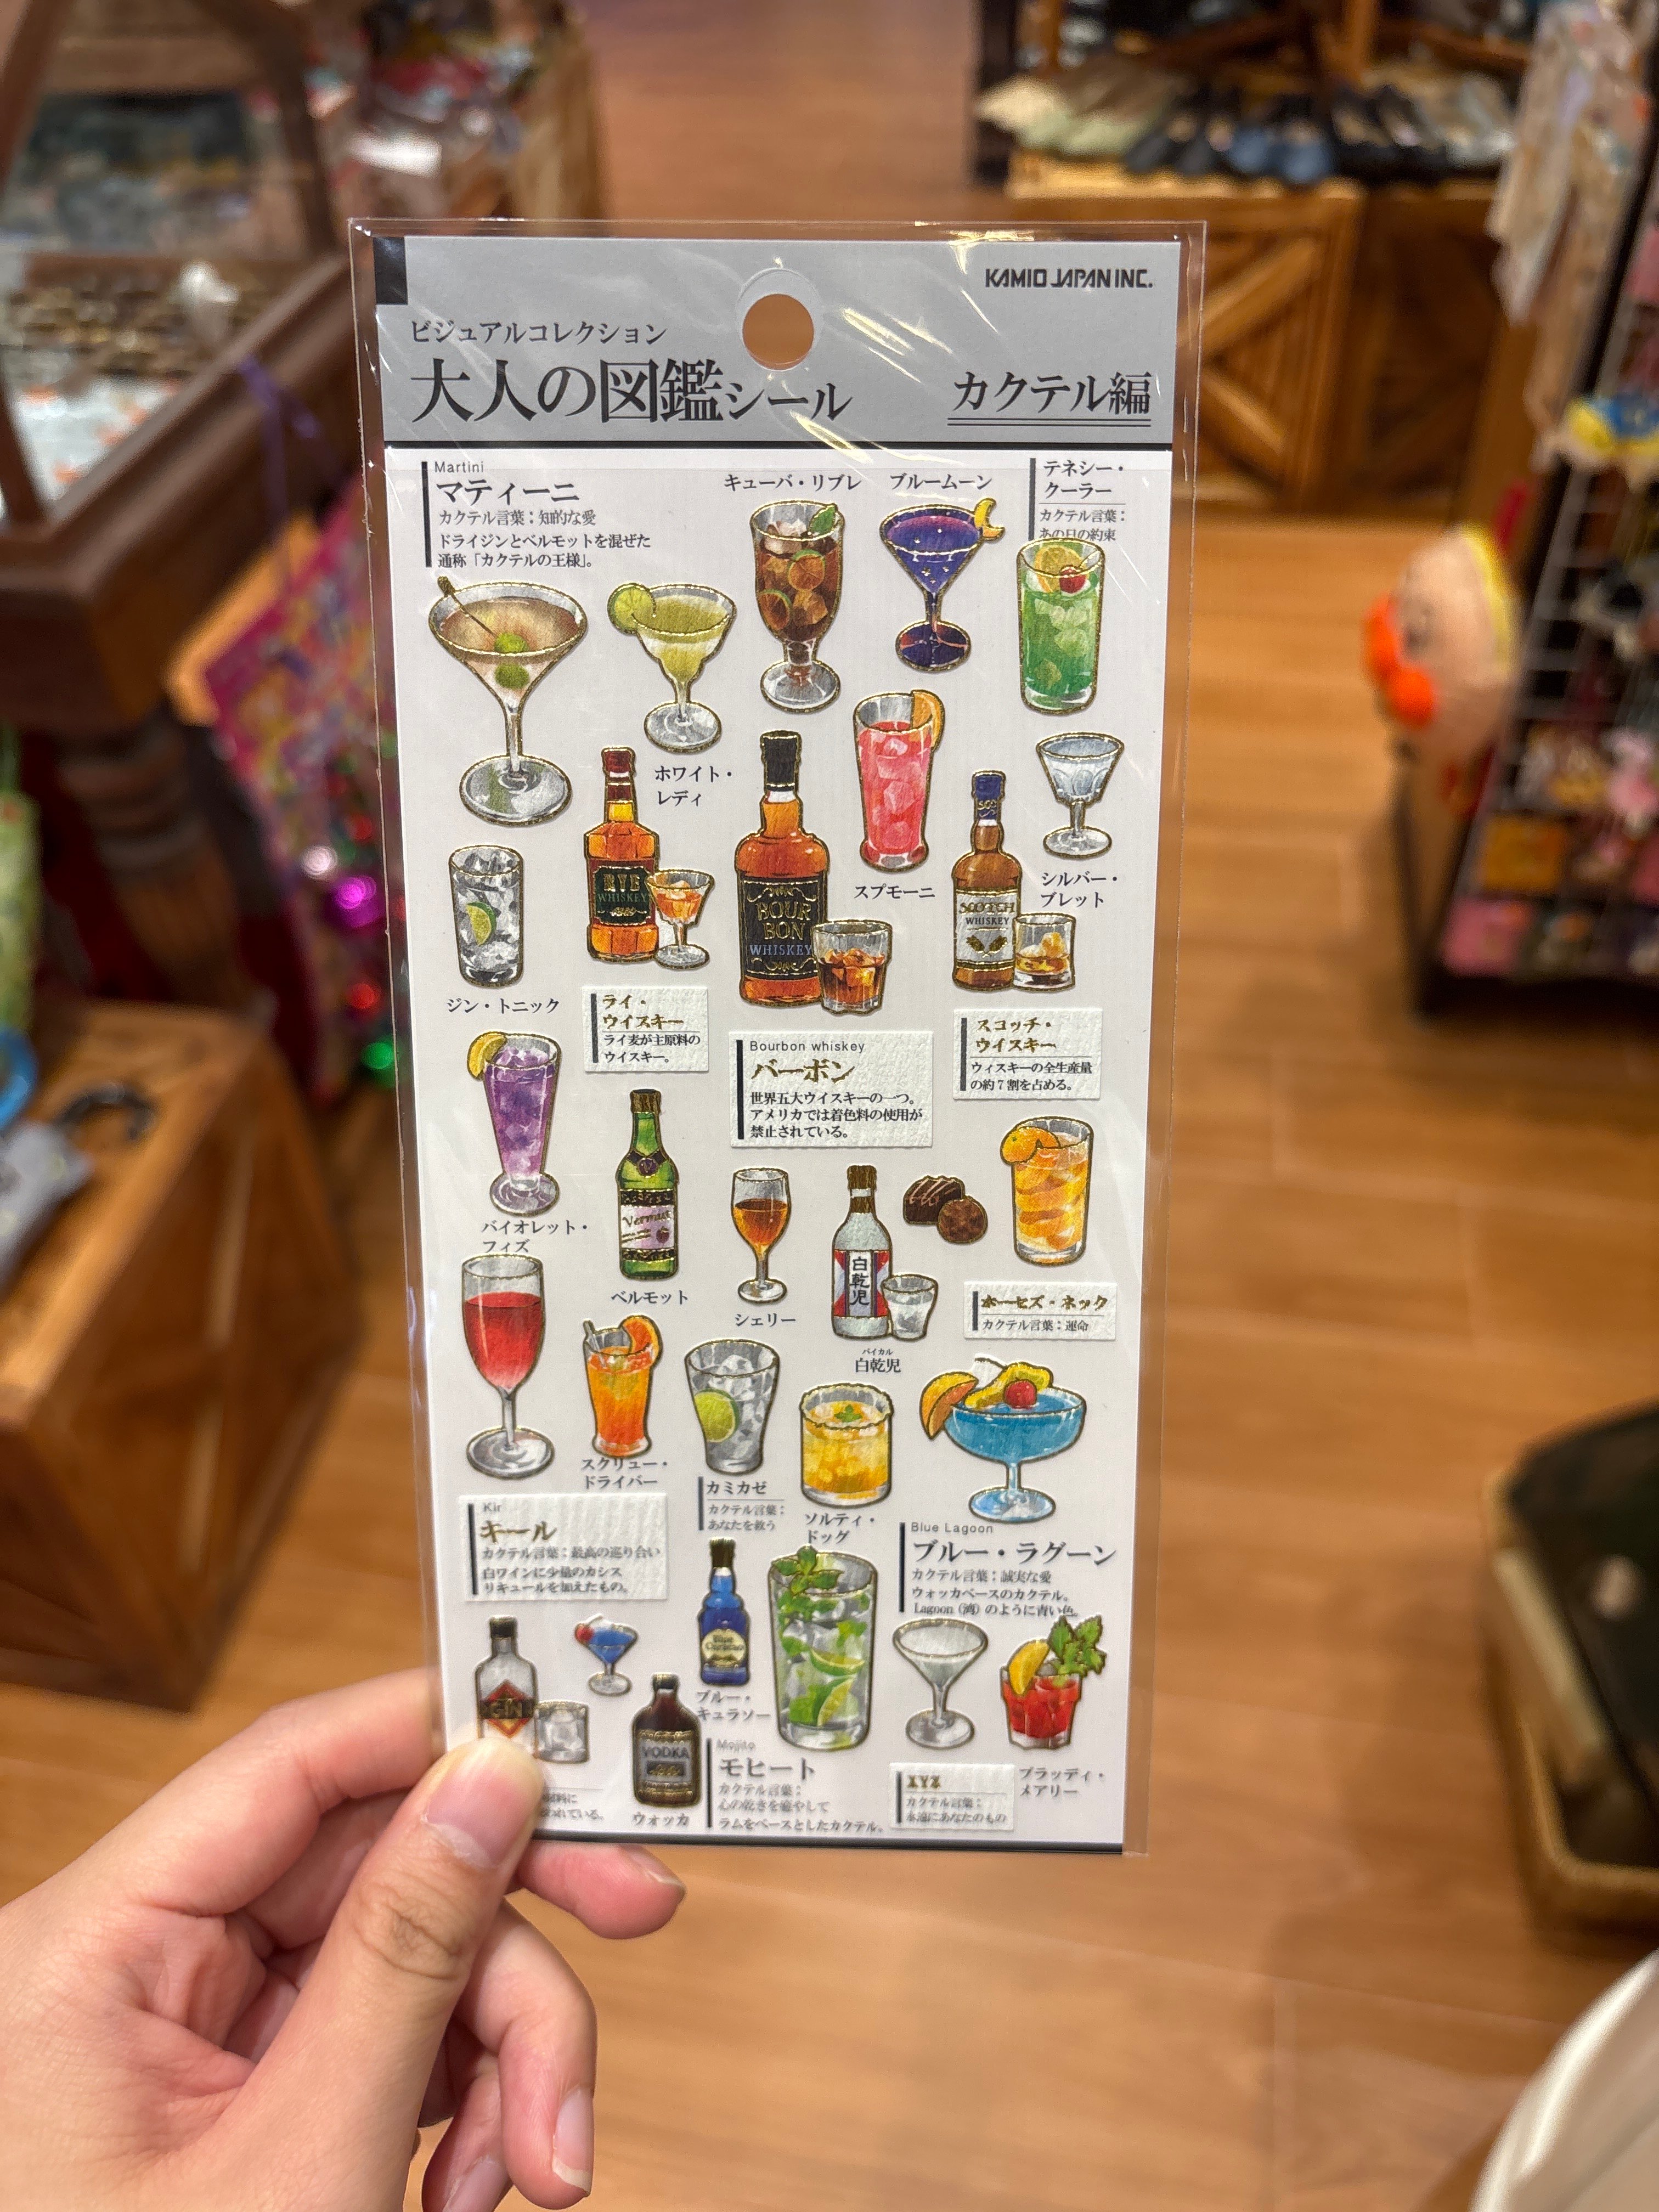 KAMIO JAPAN INC.
ビジュアルコレクション
大人の図鑑シール
カクテル編
Martini
マティーニ
カクテル言葉：知的な愛
ドライジンとベルモットを混ぜた
通称「カクテルの王様」。
キューバ・リブレ
ブルームーン
テネシー・
クーラー
カクテル言葉：
あの日の約束
ホワイト・
レディ
スプモーニ
シルバー・
ブレット
RYE
WHISKEY
BOUR
BON
WHISKEY
SCOTCH
WHISKEY
ジン・トニック
ライ・
ウイスキー
ライ麦が主原料の
ウイスキー。
Bourbon whiskey
バーボン
世界五大ウイスキーの一つ。
アメリカでは着色料の使用が
禁止されている。
スコッチ・
ウイスキー
ウィスキーの全生産量
の約7割を占める。
バイオレット・
フィズ
Vermut
ベルモット
シェリー
白乾児
バイカル
白乾児
ホーセズ・ネック
カクテル言葉：運命
スクリュー・
ドライバー
カミカゼ
カクテル言葉：
あなたを救う
ソルティ・
ドッグ
Kir
キール
カクテル言葉：最高の巡り合い
白ワインに少量のカシス
リキュールを加えたもの。
Blue Lagoon
ブルー・ラグーン
カクテル言葉：誠実な愛
ウォッカベースのカクテル。
Lagoon（湾）のように青い色。
GIN
Blue
Curacao
ブルー・
キュラソー
VODKA
ウォッカ
Mojito
モヒート
カクテル言葉：
心の乾きを癒やして
ラムをベースとしたカクテル。
XYZ
カクテル言葉：
永遠にあなたのもの
ブラッディ・
メアリー
われている。